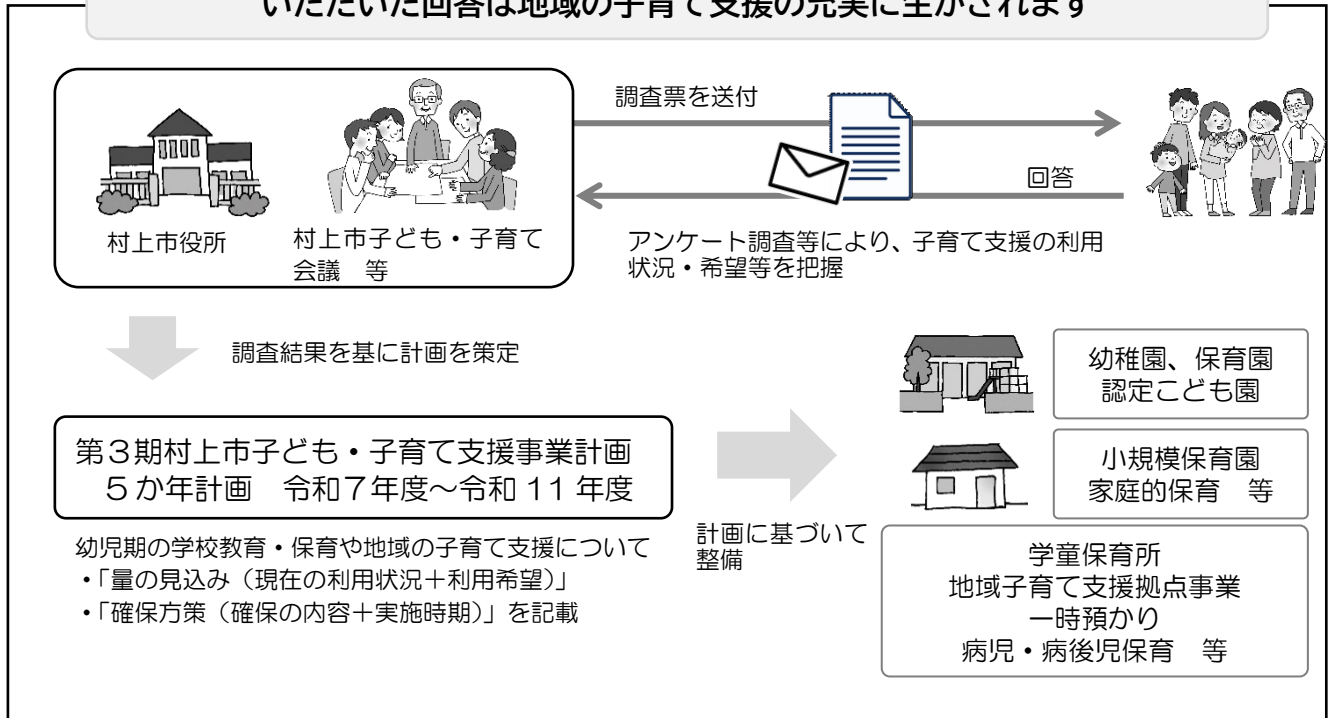 いただいた回答は地域の子育て支援の充実に生かされます
調査票を送付
回答
村上市役所
村上市子ども・子育て
会議　等
アンケート調査等により、子育て支援の利用
状況・希望等を把握
調査結果を基に計画を策定
第３期村上市子ども・子育て支援事業計画
５か年計画　令和７年度～令和 11 年度
幼児期の学校教育・保育や地域の子育て支援について
・「量の見込み（現在の利用状況＋利用希望）」
・「確保方策（確保の内容＋実施時期）」を記載
計画に基づいて
整備
幼稚園、保育園
認定こども園
小規模保育園
家庭的保育　等
学童保育所
地域子育て支援拠点事業
一時預かり
病児・病後児保育　等